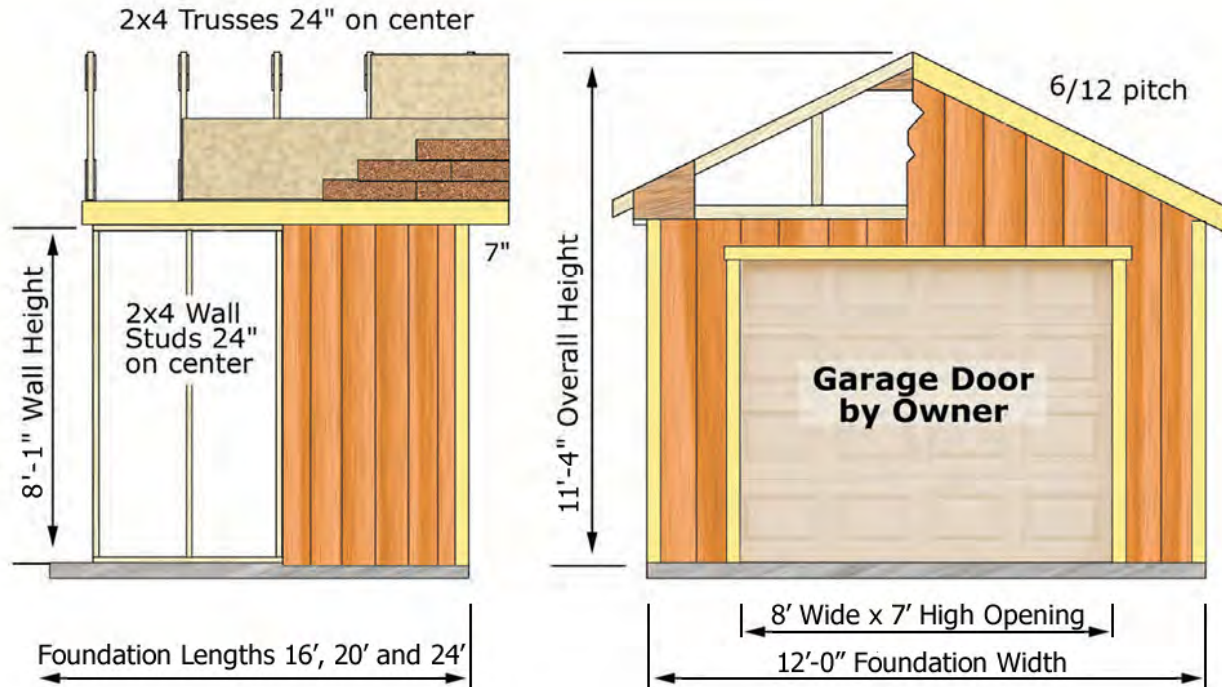 2x4 Trusses 24" on center
6/12 pitch
7"
8'-1" Wall Height
2x4 Wall
Studs 24"
on center
11'-4" Overall Height
Garage Door
by Owner
8’ Wide x 7’ High Opening
Foundation Lengths 16’, 20’ and 24’
12’-0” Foundation Width